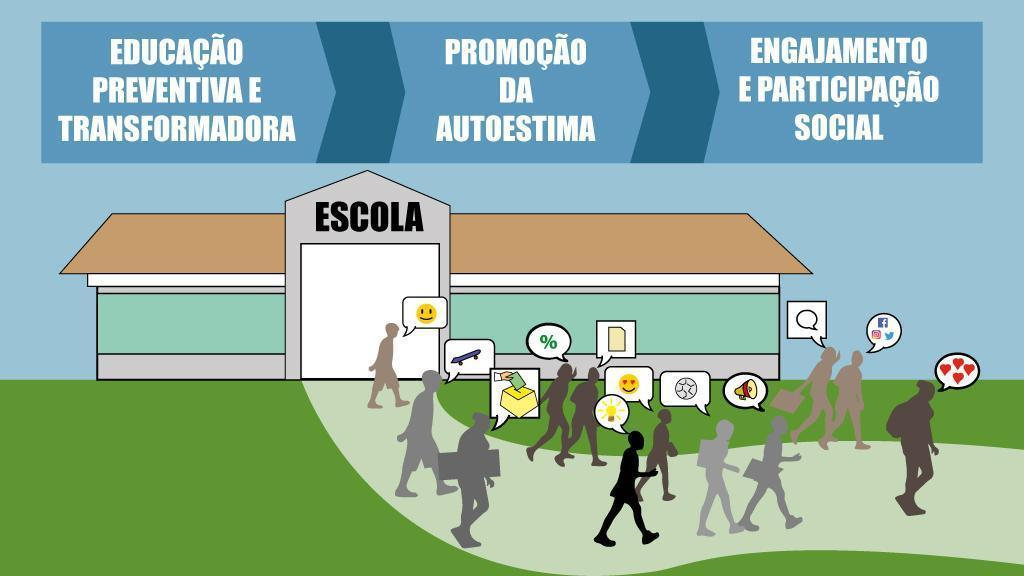 EDUCAÇÃO
PREVENTIVA E
TRANSFORMADORA
PROMOÇÃO
DA
AUTOESTIMA
ENGAJAMENTO
E PARTICIPAÇÃO
SOCIAL
ESCOLA
%